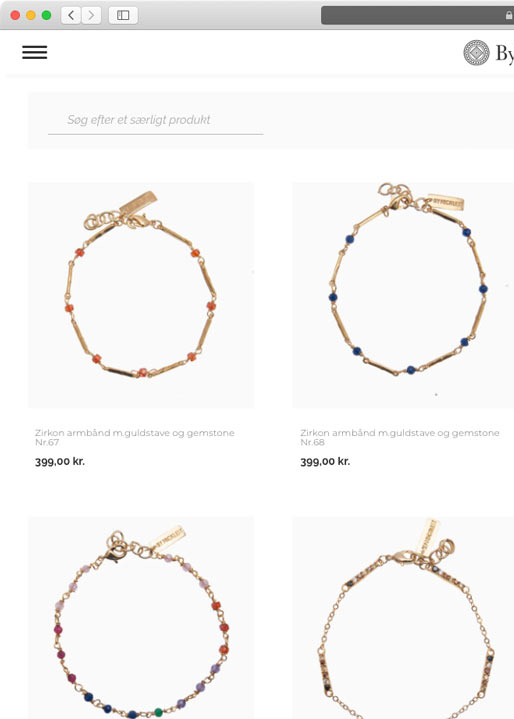 By
Søg efter et særligt produkt
Zirkon armbånd m.guldstave og gemstone
Nr.67
399,00 kr.
Zirkon armbånd m.guldstave og gemstone
Nr.68
399,00 kr.